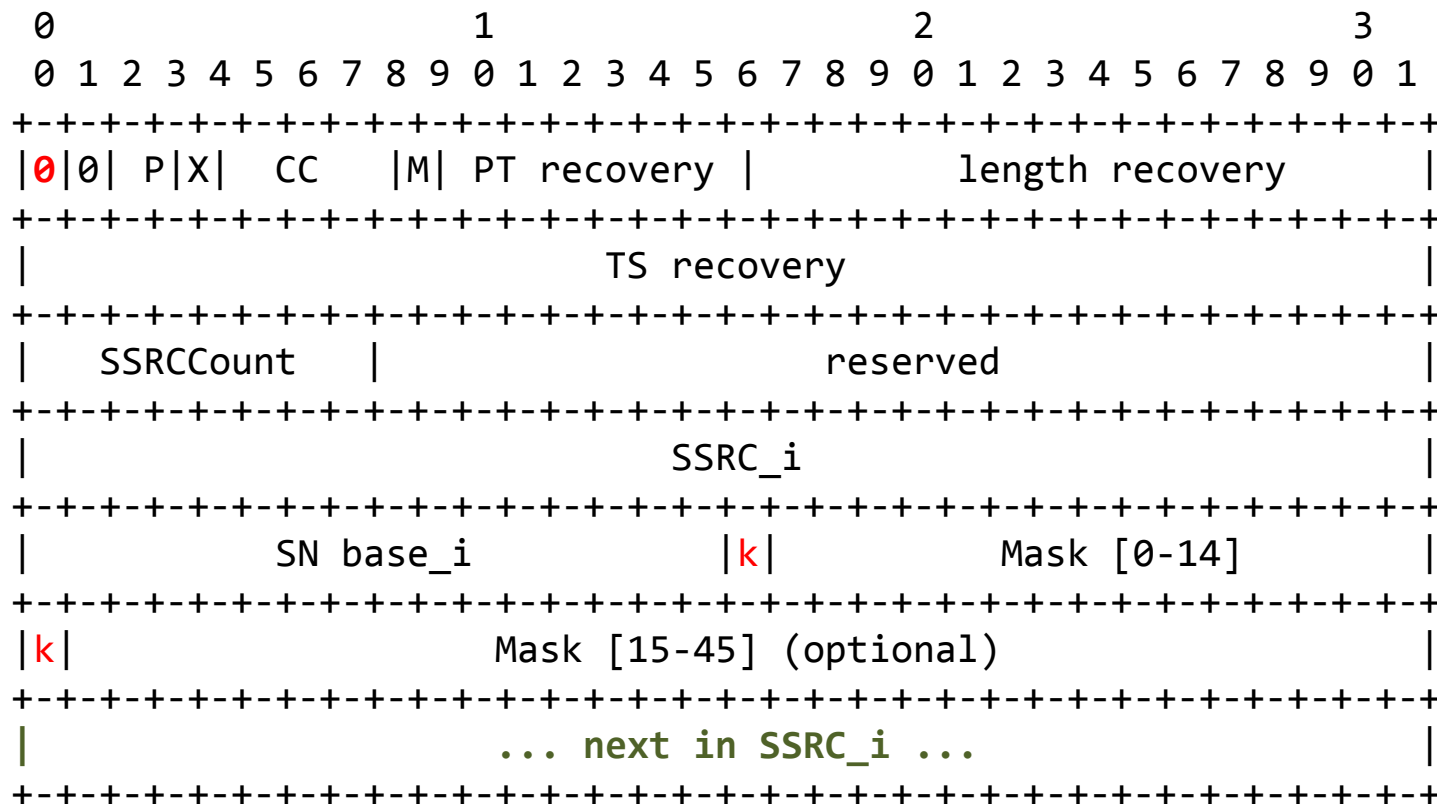 0                   1                   2                   3
 0 1 2 3 4 5 6 7 8 9 0 1 2 3 4 5 6 7 8 9 0 1 2 3 4 5 6 7 8 9 0 1
+-+-+-+-+-+-+-+-+-+-+-+-+-+-+-+-+-+-+-+-+-+-+-+-+-+-+-+-+-+-+-+-+
|0|0| P|X|  CC   |M| PT recovery |         length recovery      |
+-+-+-+-+-+-+-+-+-+-+-+-+-+-+-+-+-+-+-+-+-+-+-+-+-+-+-+-+-+-+-+-+
|                          TS recovery                          |
+-+-+-+-+-+-+-+-+-+-+-+-+-+-+-+-+-+-+-+-+-+-+-+-+-+-+-+-+-+-+-+-+
|   SSRCCount   |                    reserved                   |
+-+-+-+-+-+-+-+-+-+-+-+-+-+-+-+-+-+-+-+-+-+-+-+-+-+-+-+-+-+-+-+-+
|                             SSRC_i                            |
+-+-+-+-+-+-+-+-+-+-+-+-+-+-+-+-+-+-+-+-+-+-+-+-+-+-+-+-+-+-+-+-+
|           SN base_i           |k|          Mask [0-14]        |
+-+-+-+-+-+-+-+-+-+-+-+-+-+-+-+-+-+-+-+-+-+-+-+-+-+-+-+-+-+-+-+-+
|k|                   Mask [15-45] (optional)                   |
+-+-+-+-+-+-+-+-+-+-+-+-+-+-+-+-+-+-+-+-+-+-+-+-+-+-+-+-+-+-+-+-+
|                     ... next in SSRC_i ...                    |
+-+-+-+-+-+-+-+-+-+-+-+-+-+-+-+-+-+-+-+-+-+-+-+-+-+-+-+-+-+-+-+-+